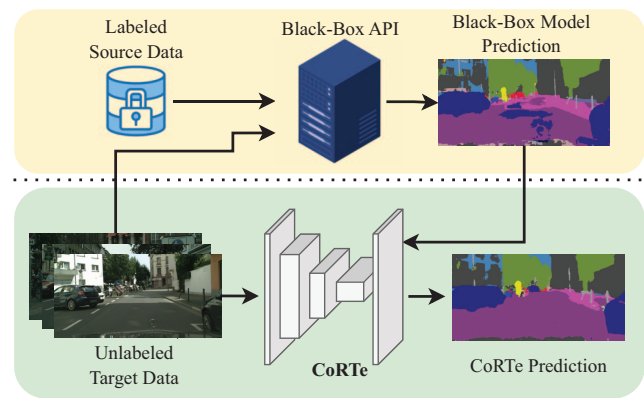 Labeled
Source Data
Black-Box API
Black-Box Model
Prediction
Unlabeled
Target Data
CoRTe
CoRTe Prediction